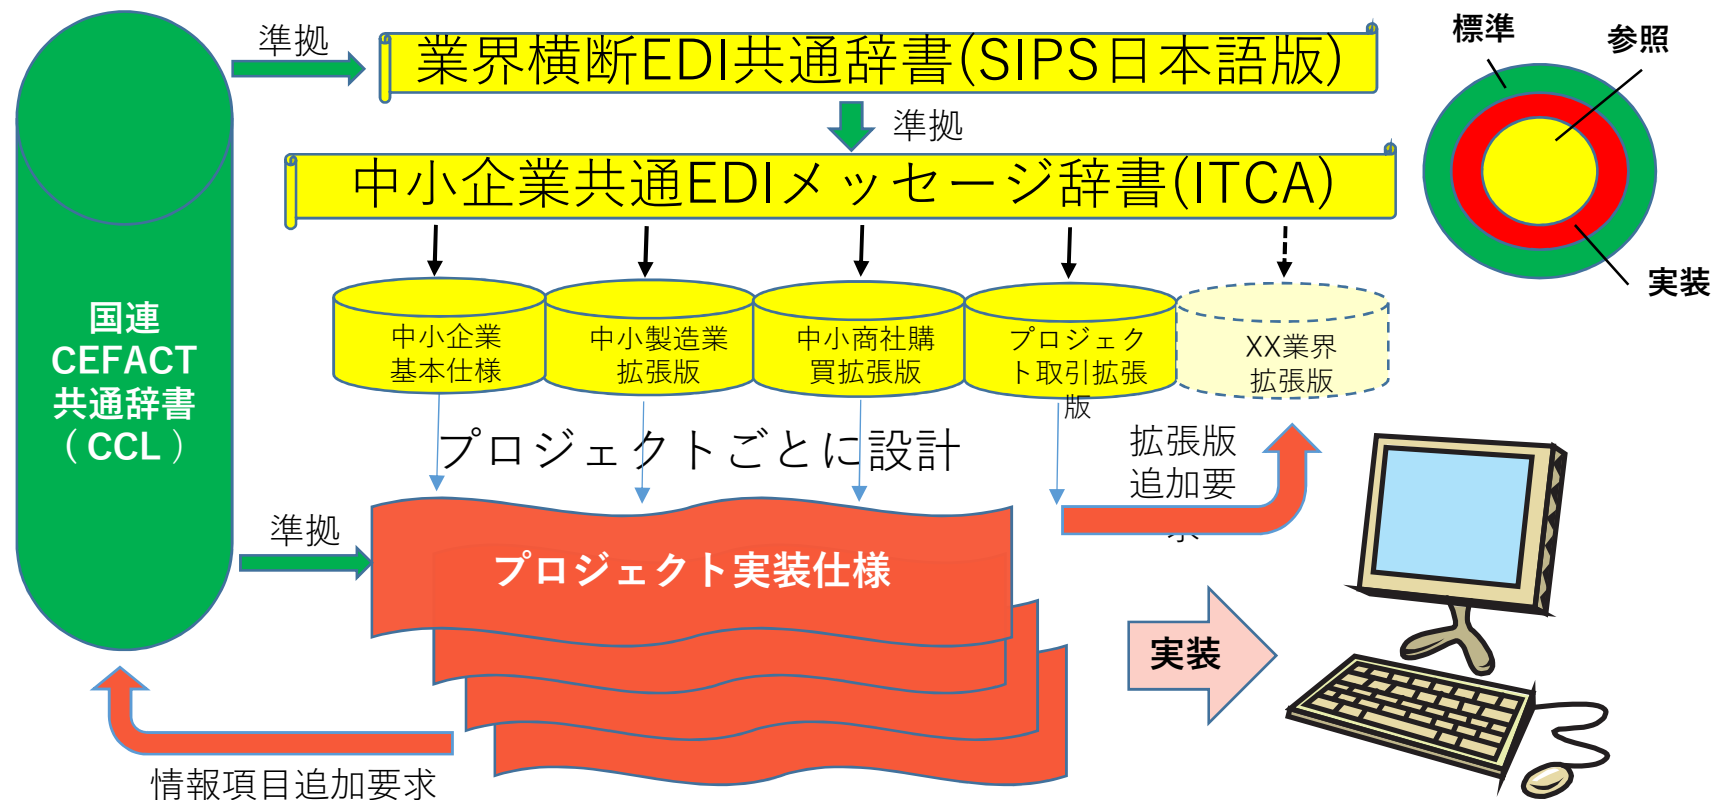 準拠
業界横断EDI共通辞書(SIPS日本語版)
標準
参照
準拠
中小企業共通EDIメッセージ辞書(ITCA)
実装
国連
CEFACT
共通辞書
（CCL）
中小企業
基本仕様
中小製造業
拡張版
中小商社購
買拡張版
プロジェク
ト取引拡張
版
XX業界
拡張版
プロジェクトごとに設計
拡張版
追加要
求
準拠
プロジェクト実装仕様
実装
情報項目追加要求